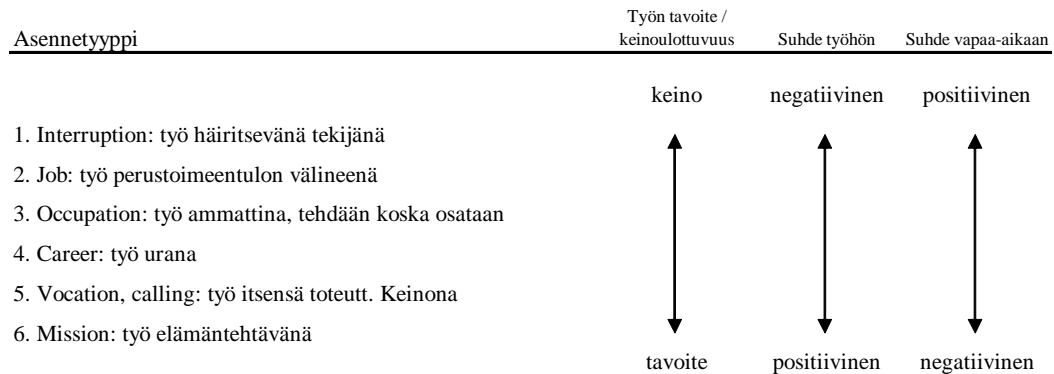 Työn tavoite /
Asennetyyppi keinoulottuvuus Suhde työhön Suhde vapaa-aikaan
keino negatiivinen positiivinen
1. Interruption: työ häiritsevänä tekijänä
2. Job: työ perustoimeentulon välineenä
3. Occupation: työ ammattina, tehdään koska osataan
4. Career: työ urana
5. Vocation, calling: työ itsensä toteutt. Keinona
6. Mission: työ elämäntehtävänä
tavoite positiivinen negatiivinen